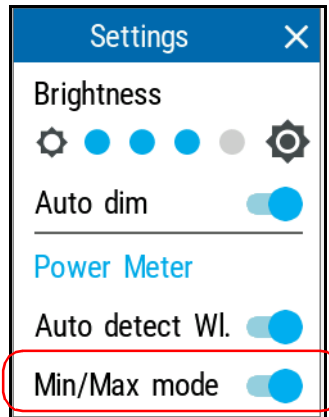 Settings
Brightness
Auto dim
Power Meter
Auto detect Wl.
Min/Max mode